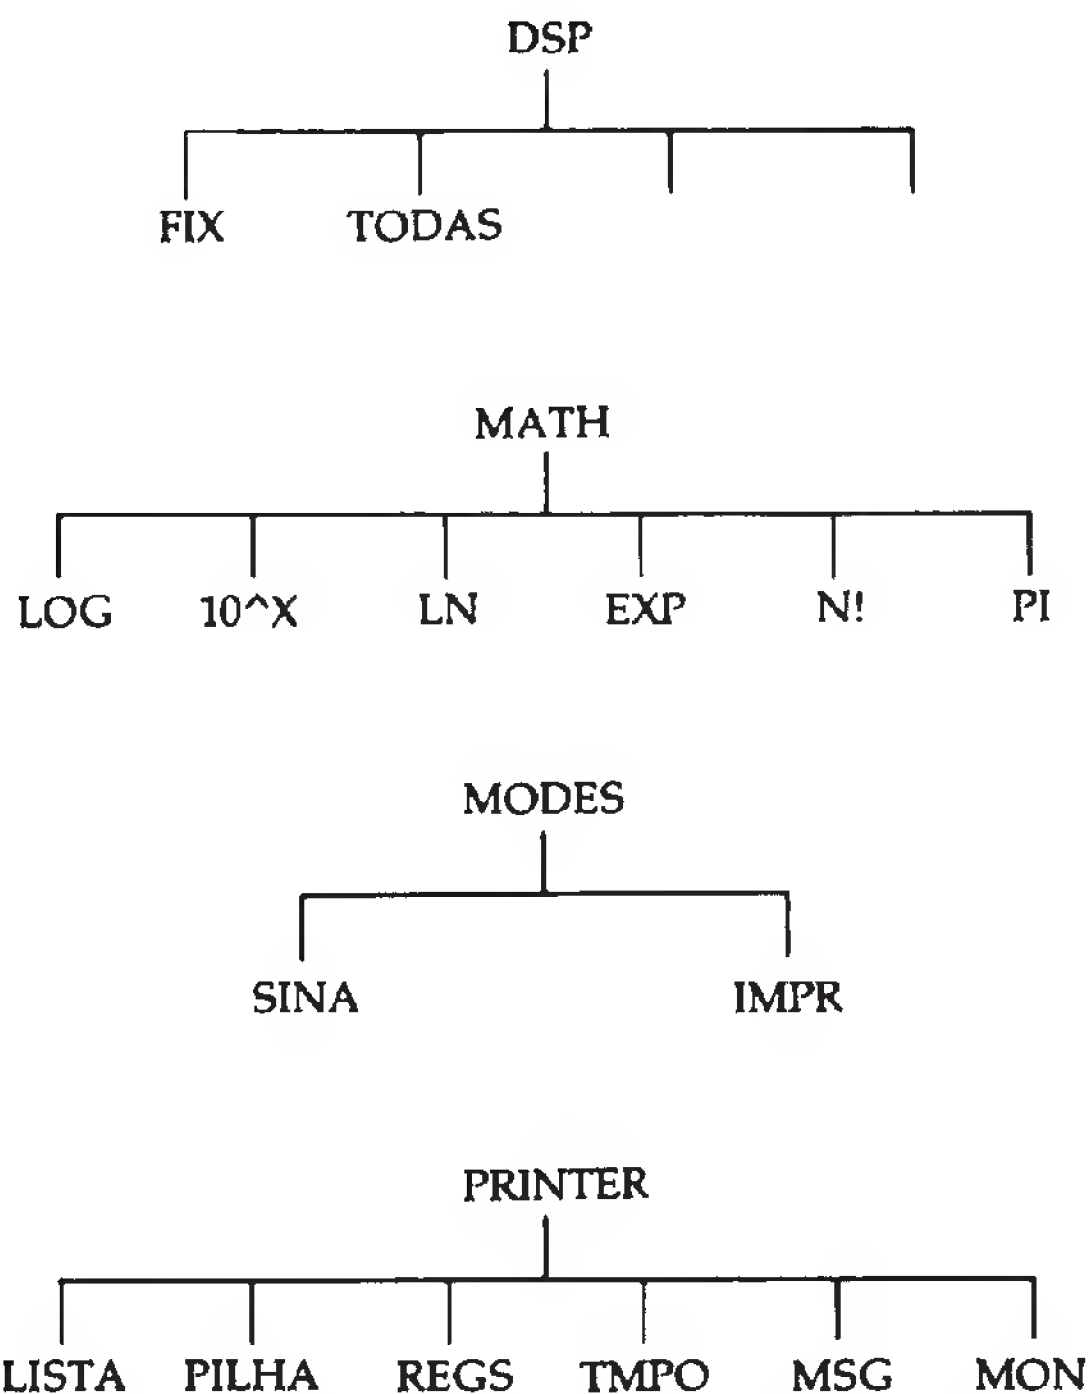 DSP
FIX TODAS
MATH
LOG 10^X LN EXP N! PI
MODES
SINA IMPR
PRINTER
LISTA PILHA REGS TMPO MSG MON